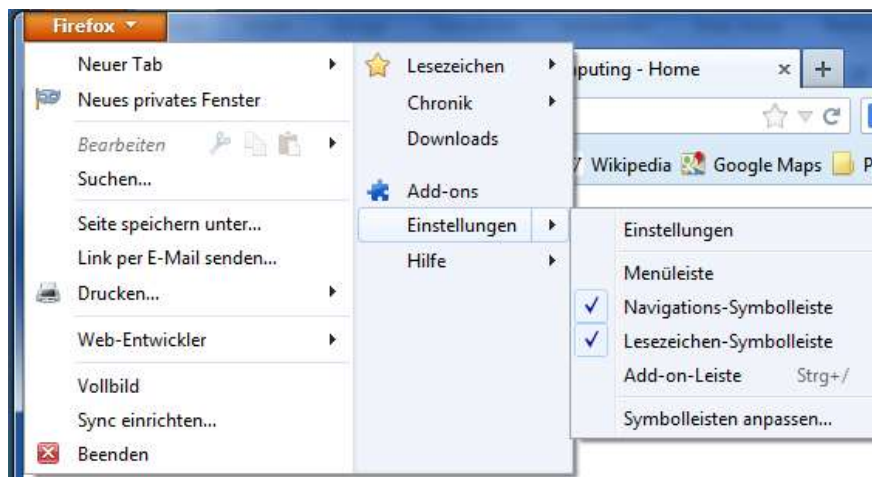 Firefox
Neuer Tab
Neues privates Fenster
Bearbeiten
Suchen...
Seite speichern unter...
Link per E-Mail senden...
Drucken...
Web-Entwickler
Vollbild
Sync einrichten...
Beenden
Lesezeichen
Chronik
Downloads
Add-ons
Einstellungen
Hilfe
puting - Home
Wikipedia Google Maps P
Einstellungen
Menüleiste
Navigations-Symbolleiste
Lesezeichen-Symbolleiste
Add-on-Leiste Strg+/
Symbolleisten anpassen...